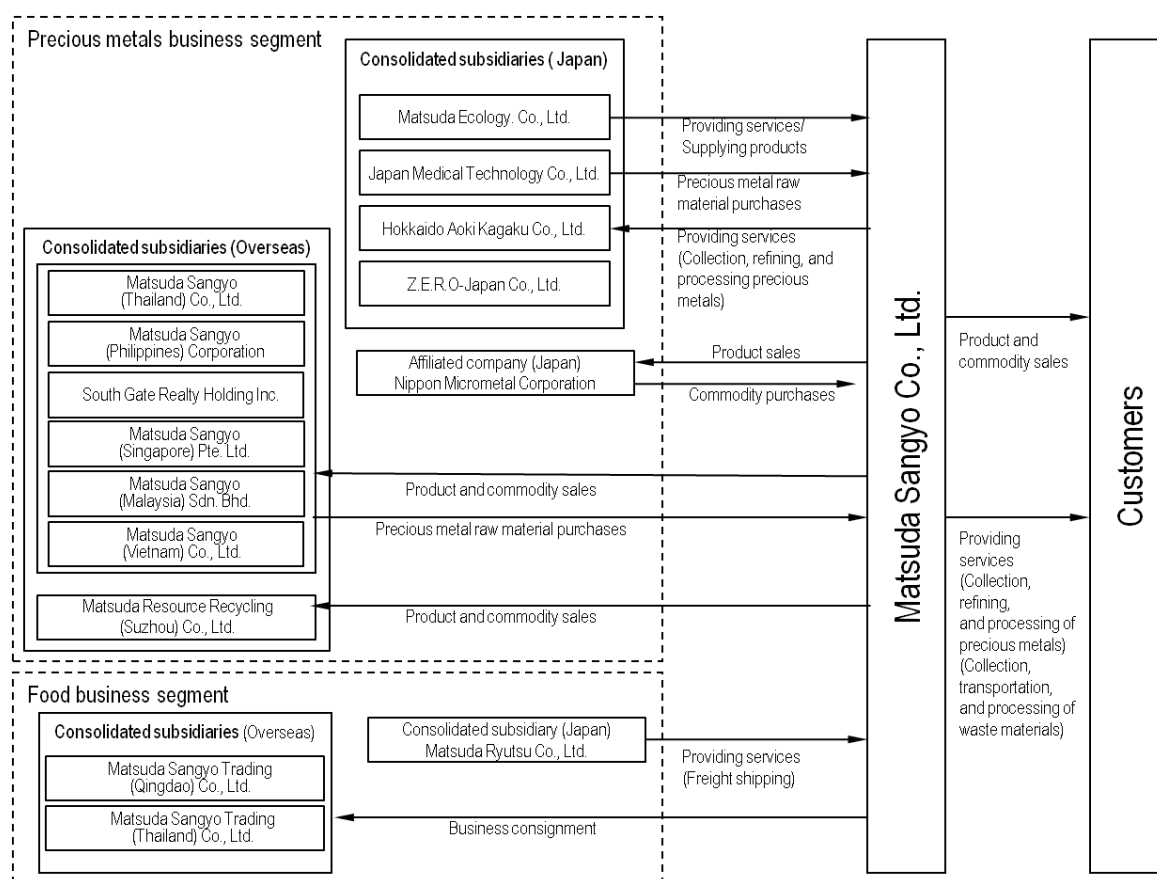 Precious metals business segment
Consolidated subsidiaries ( Japan)
Matsuda Ecology. Co., Ltd.
Japan Medical Technology Co., Ltd.
Hokkaido Aoki Kagaku Co., Ltd.
Z.E.R.O-Japan Co., Ltd.
Providing services/
Supplying products
Precious metal raw
material purchases
Providing services
(Collection, refining, and
processing precious
metals)
Consolidated subsidiaries (Overseas)
Matsuda Sangyo
(Thailand) Co., Ltd.
Matsuda Sangyo
(Philippines) Corporation
South Gate Realty Holding Inc.
Matsuda Sangyo
(Singapore) Pte. Ltd.
Matsuda Sangyo
(Malaysia) Sdn. Bhd.
Matsuda Sangyo
(Vietnam) Co., Ltd.
Matsuda Resource Recycling
(Suzhou) Co., Ltd.
Affiliated company (Japan)
Nippon Micrometal Corporation
Product sales
Commodity purchases
Product and commodity sales
Precious metal raw material purchases
Product and commodity sales
Food business segment
Consolidated subsidiaries (Overseas)
Matsuda Sangyo Trading
(Qingdao) Co., Ltd.
Matsuda Sangyo Trading
(Thailand) Co., Ltd.
Consolidated subsidiary (Japan)
Matsuda Ryutsu Co., Ltd.
Providing services
(Freight shipping)
Business consignment
Matsuda Sangyo Co., Ltd.
Product and
commodity sales
Providing
services
(Collection,
refining,
and processing of
precious metals)
(Collection,
transportation,
and processing of
waste materials)
Customers